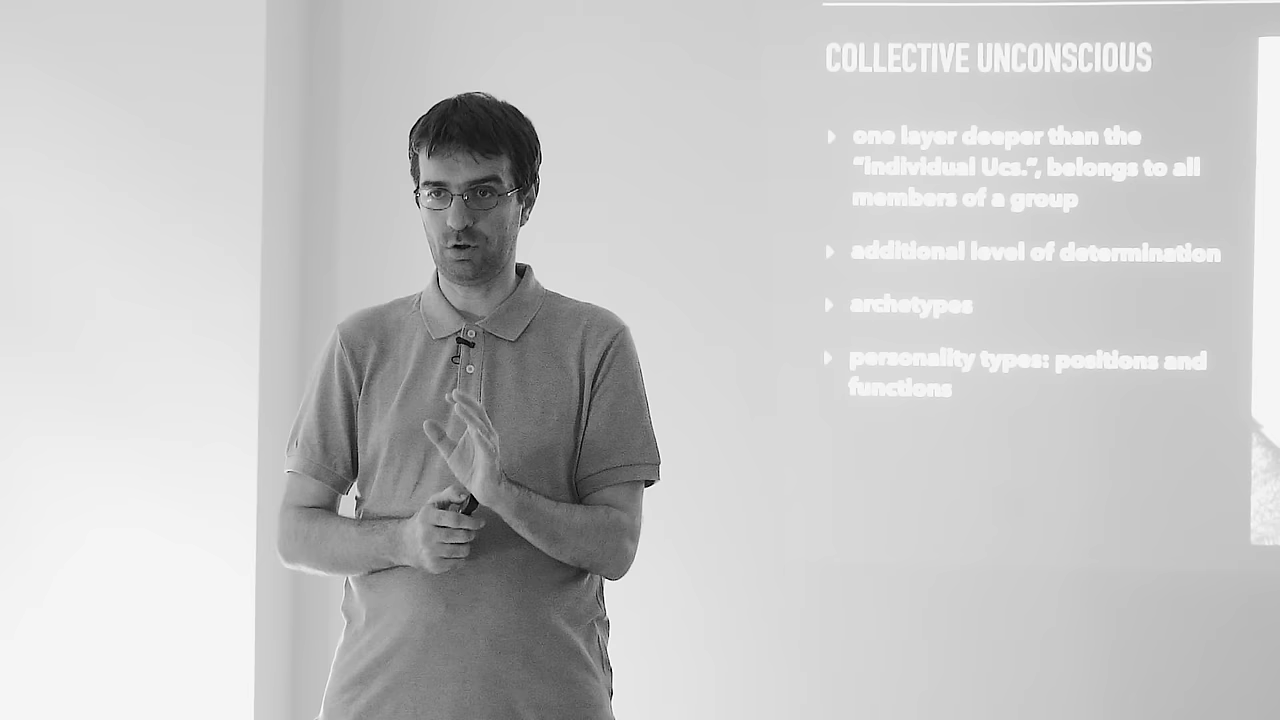 COLLECTIVE UNCONSCIOUS
one layer deeper than the
"individual Ucs.", belongs to all
members of a group
additional level of determination
archetypes
personality types: positions and
functions